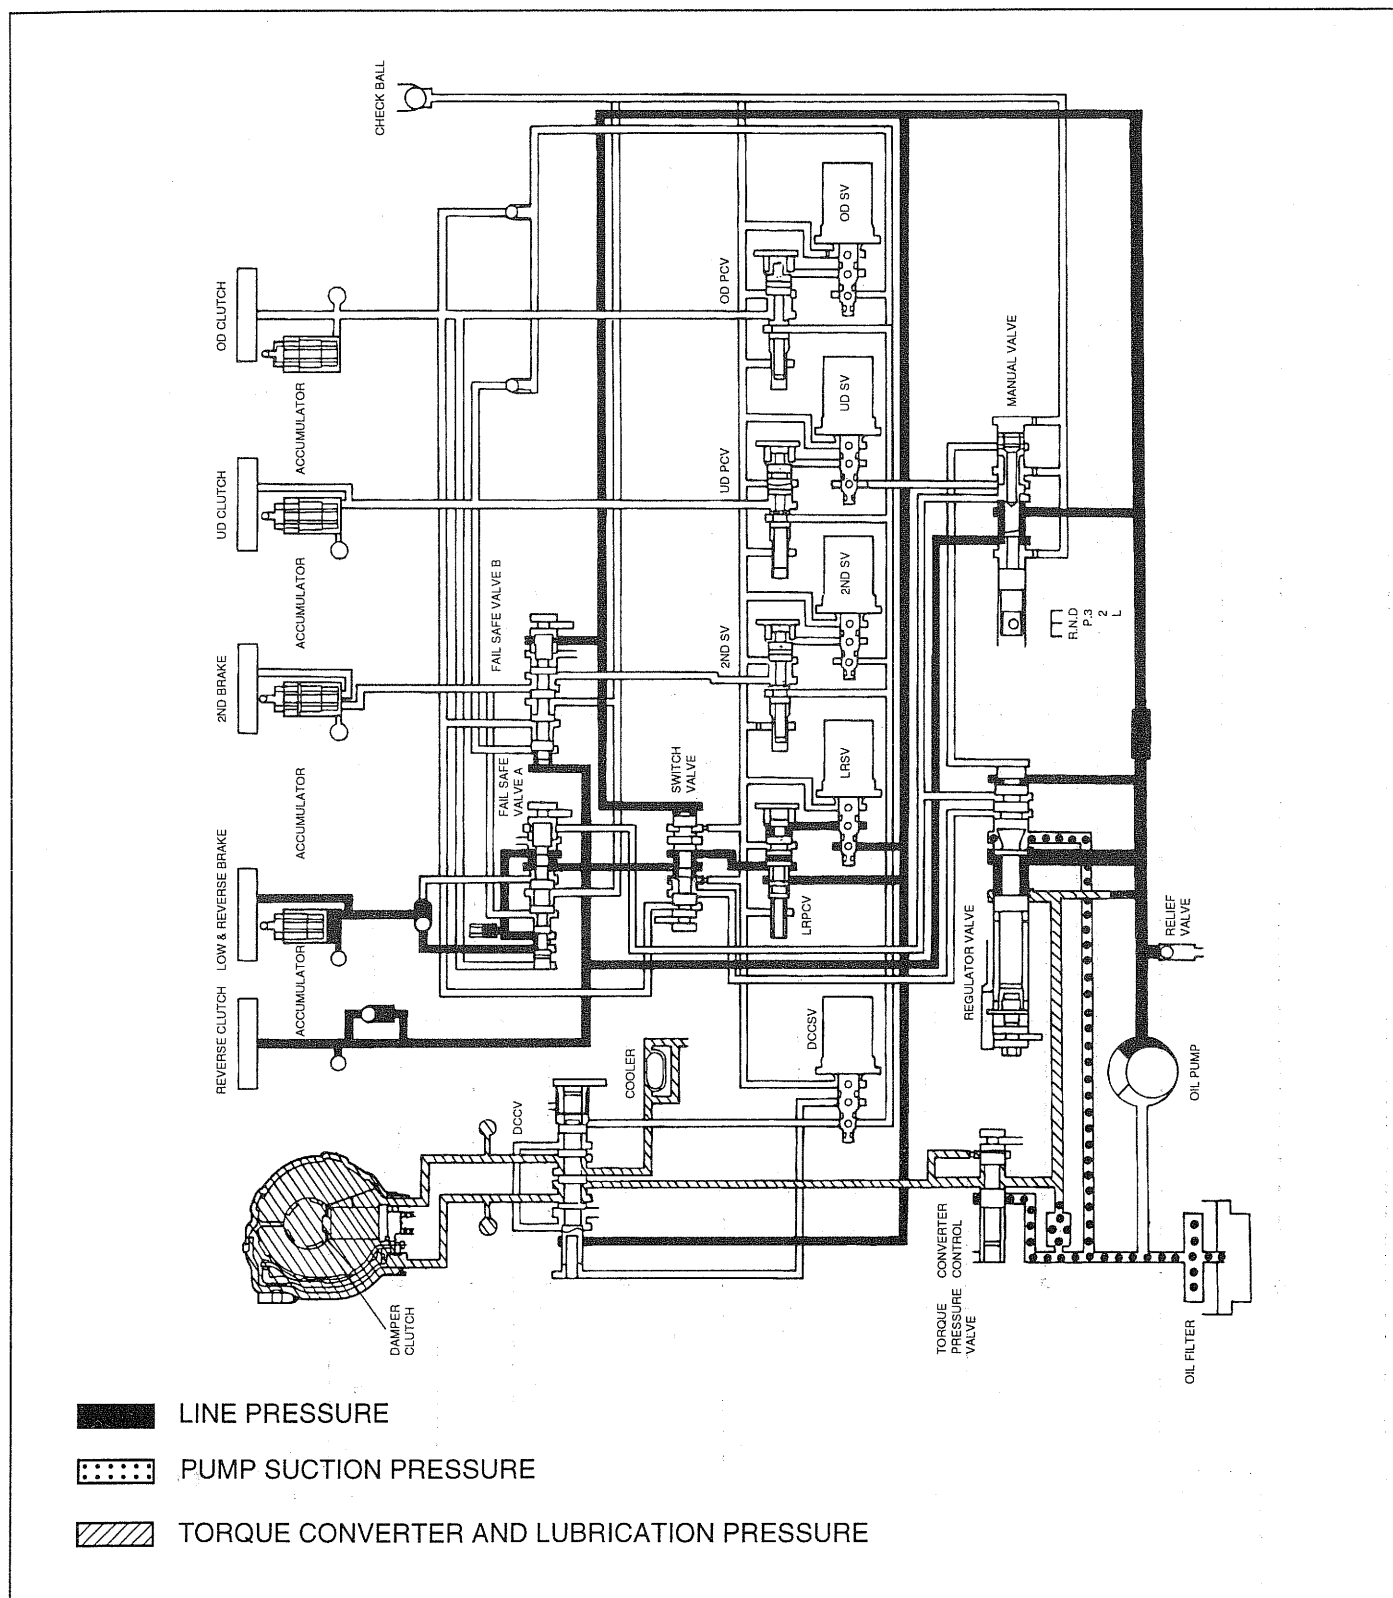 CHECK BALL
OD CLUTCH
ACCUMULATOR
UD CLUTCH
ACCUMULATOR
2ND BRAKE
ACCUMULATOR
LOW & REVERSE BRAKE
ACCUMULATOR
REVERSE CLUTCH
FAIL SAFE VALVE B
FAIL SAFE
VALVE A
SWITCH
VALVE
OD PCV
OD SV
UD PCV
UD SV
2ND SV
2ND SV
LRSV
LRPCV
DCCSV
DCCV
COOLER
DAMPER
CLUTCH
MANUAL VALVE
R.N.D
P.3
2
L
REGULATOR VALVE
RELIEF
VALVE
OIL PUMP
TORQUE CONVERTER
PRESSURE CONTROL
VALVE
OIL FILTER
LINE PRESSURE
PUMP SUCTION PRESSURE
TORQUE CONVERTER AND LUBRICATION PRESSURE